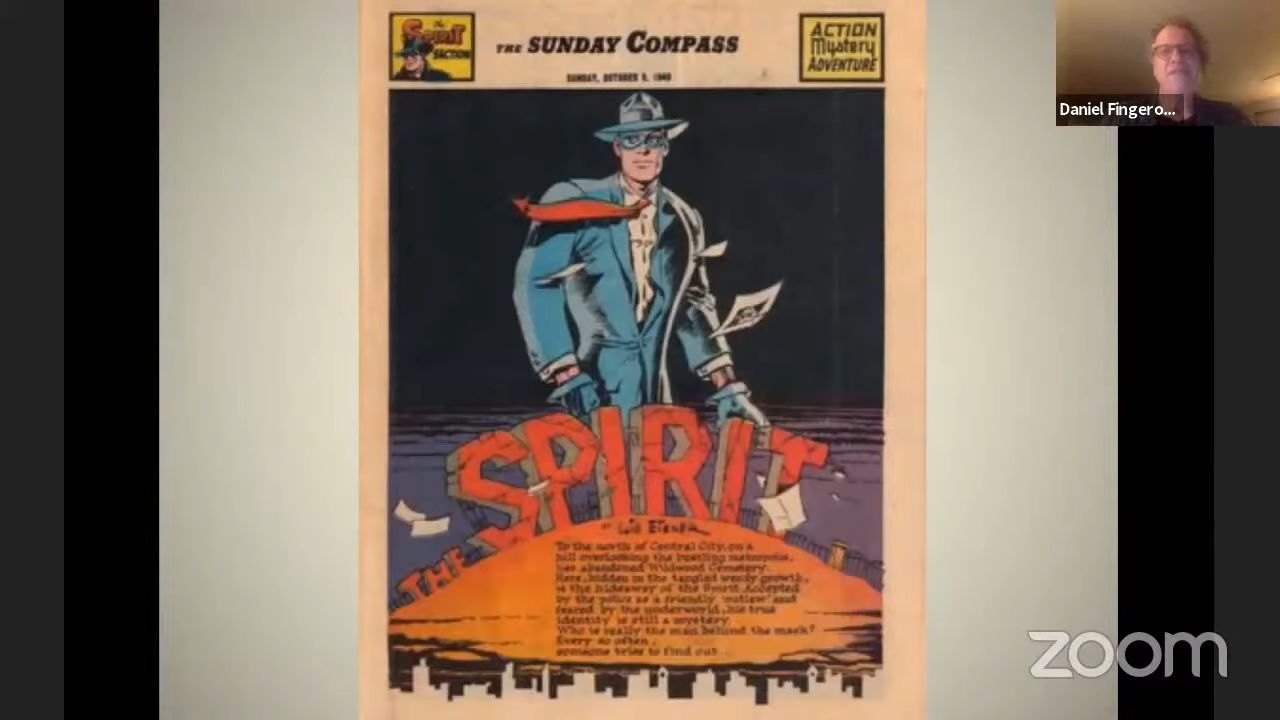 The
SPIRIT
SECTION
THE SUNDAY COMPASS
SUNDAY, OCTOBER 9, 1949
ACTION
Mystery
ADVENTURE
Daniel Fingero...
THE SPIRIT
BY Will Eisner
To the north of Central City, on a
hill overlooking the bustling metropolis,
lies abandoned Wildwood Cemetery.
Here, hidden in the tangled weedy growth,
is the hideaway of the Spirit. Accepted
by the police as a friendly "outlaw" and
feared by the underworld, his true
identity is still a mystery.
Who is really the man behind the mask?
Every so often,
someone tries to find out...
zoom